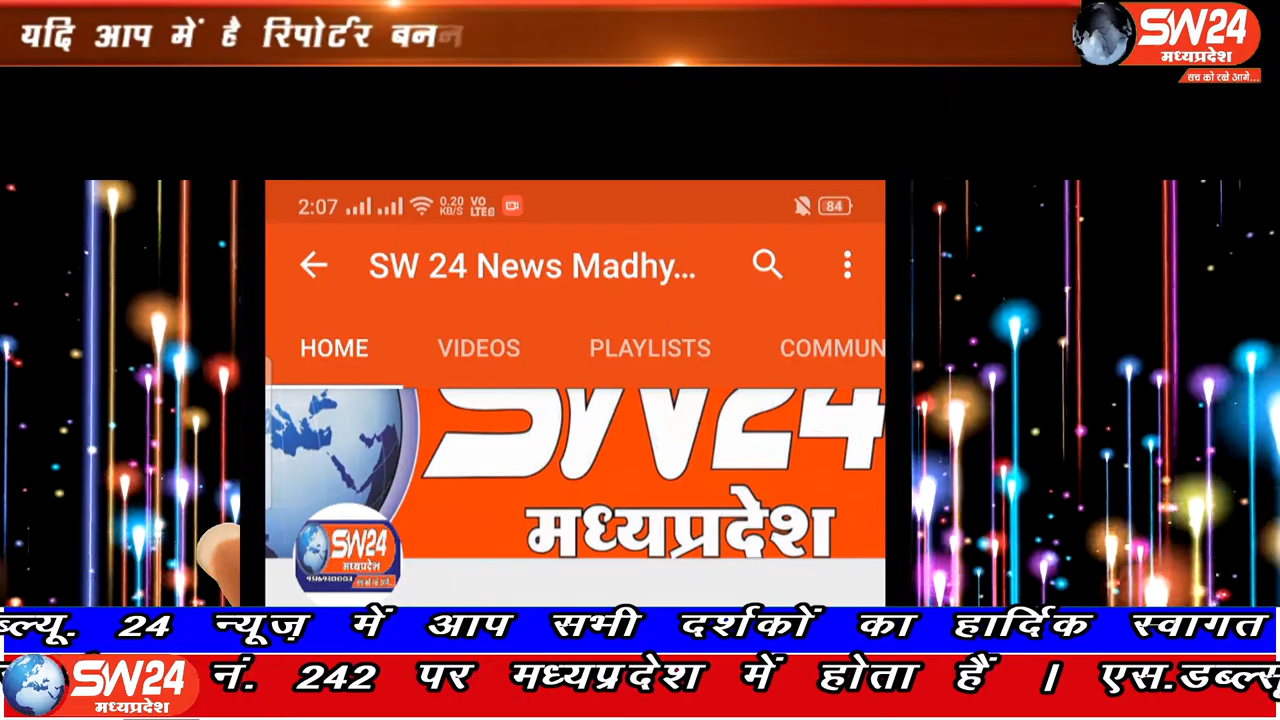 यदि आप में है रिपोर्टर बनन
SW24
मध्यप्रदेश
सच को रखे आगे...
2:07 0.20 KB/S VO LTE2 84
SW 24 News Madhy...
HOME VIDEOS PLAYLISTS COMMUN
SW24
मध्यप्रदेश
SW24
मध्यप्रदेश
ब्ल्यू. 24 न्यूज़ में आप सभी दर्शकों का हार्दिक स्वागत
नं. 242 पर मध्यप्रदेश में होता हैं । एस.डब्ल्यू
SW24
मध्यप्रदेश